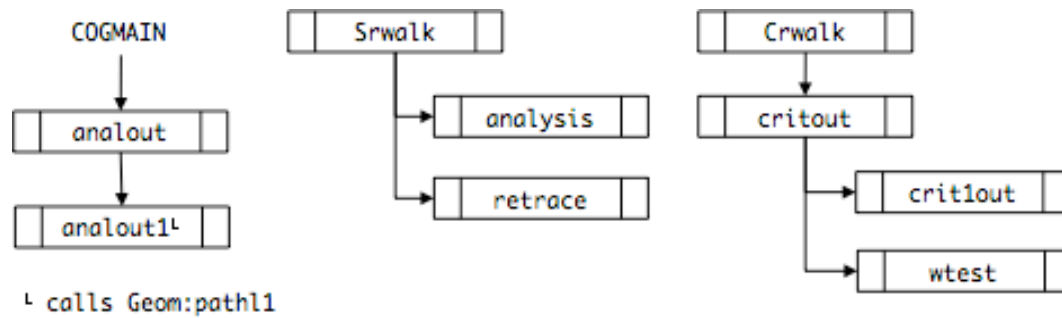 COGMAIN
analout
analout1ᴸ
ᴸ calls Geom:pathl1
Srwalk
analysis
retrace
Crwalk
critout
crit1out
wtest